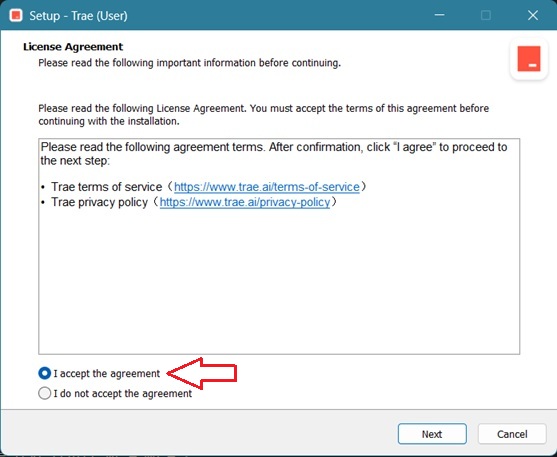 Setup - Trae (User)
License Agreement
Please read the following important information before continuing.
Please read the following License Agreement. You must accept the terms of this agreement before
continuing with the installation.
Please read the following agreement terms. After confirmation, click “I agree” to proceed to
the next step:
• Trae terms of service（https://www.trae.ai/terms-of-service）
• Trae privacy policy（https://www.trae.ai/privacy-policy）
I accept the agreement
I do not accept the agreement
Next
Cancel